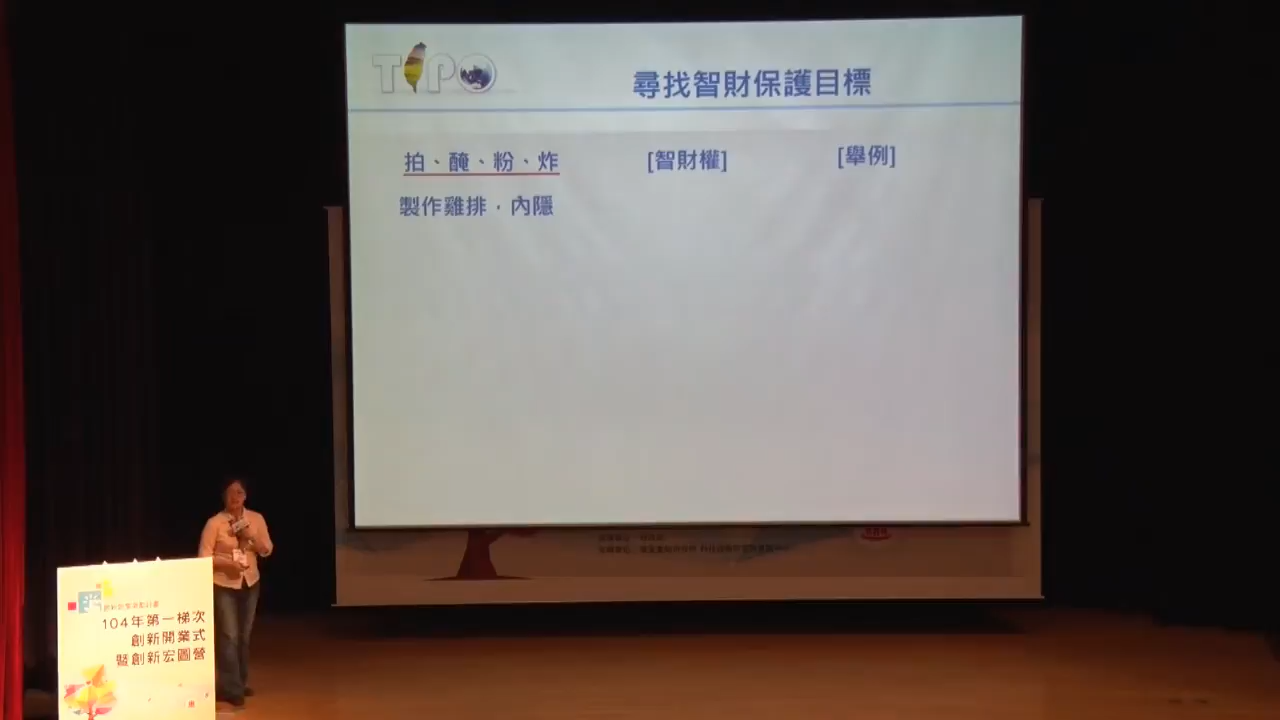 TIPO
尋找智財保護目標
拍、醃、粉、炸
[智財權]
[舉例]
製作雞排，內隱
104年第一梯次
創新開業式
暨創新宏圖營